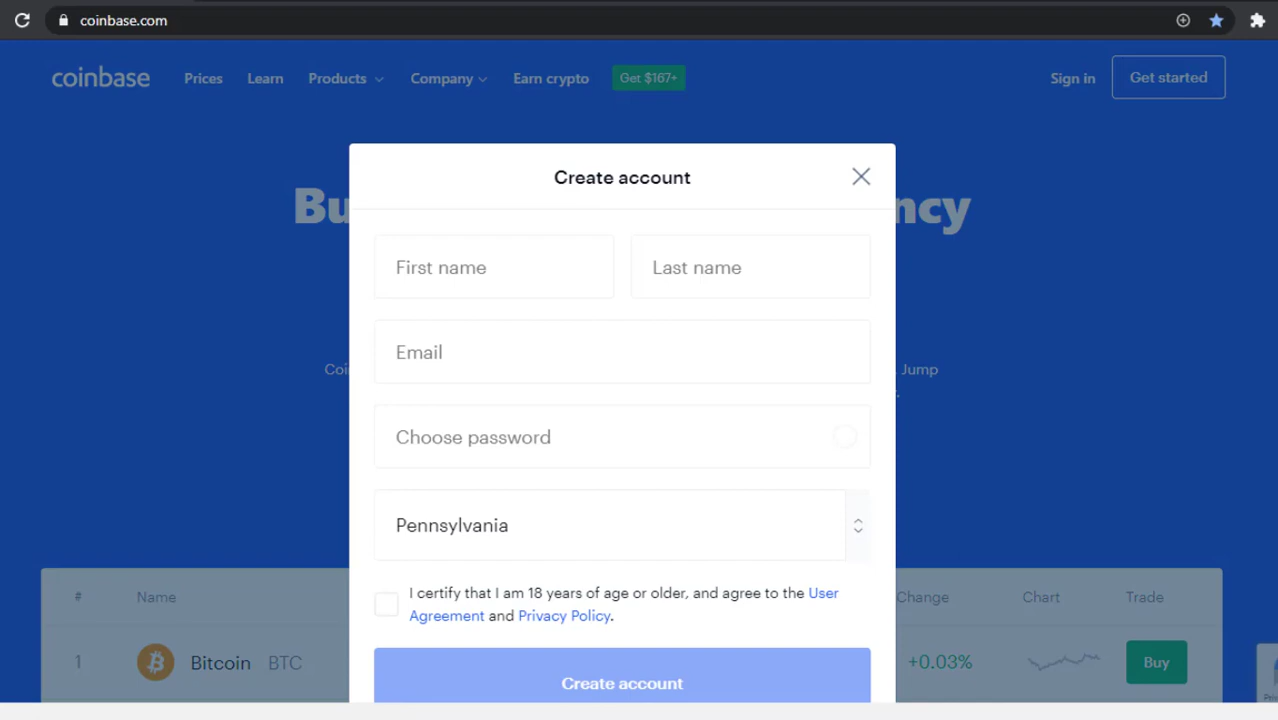 coinbase.com
coinbase Prices Learn Products Company Earn crypto Get $167+ Sign in Get started
Create account
First name Last name
Email
Jump
Choose password
Pennsylvania
I certify that I am 18 years of age or older, and agree to the User
Agreement and Privacy Policy.
# Name Change Chart Trade
1 Bitcoin BTC +0.03% Buy
Create account